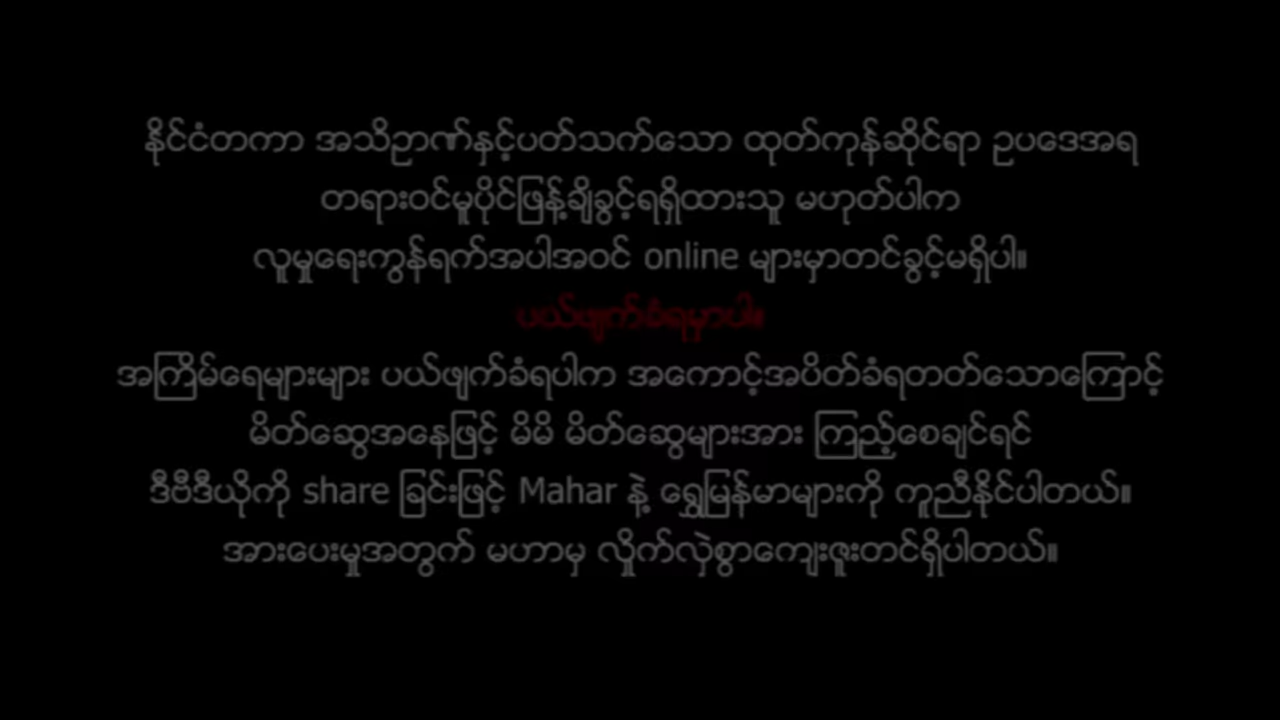 နိုင်ငံတကာ အသိဉာဏ်နှင့်ပတ်သက်သော ထုတ်ကုန်ဆိုင်ရာ ဥပဒေအရ
တရားဝင်မူပိုင်ဖြန့်ချိခွင့်ရရှိထားသူ မဟုတ်ပါက
လူမှုရေးကွန်ရက်အပါအဝင် online များမှာတင်ခွင့်မရှိပါ။
ပယ်ဖျက်ခံရမှာပါ။
အကြိမ်ရေများများ ပယ်ဖျက်ခံရပါက အကောင့်အပိတ်ခံရတတ်သောကြောင့်
မိတ်ဆွေအနေဖြင့် မိမိ မိတ်ဆွေများအား ကြည့်စေချင်ရင်
ဒီဗီဒီယိုကို share ခြင်းဖြင့် Mahar နဲ့ ရွှေမြန်မာများကို ကူညီနိုင်ပါတယ်။
အားပေးမှုအတွက် မဟာမှ လှိုက်လှဲစွာကျေးဇူးတင်ရှိပါတယ်။